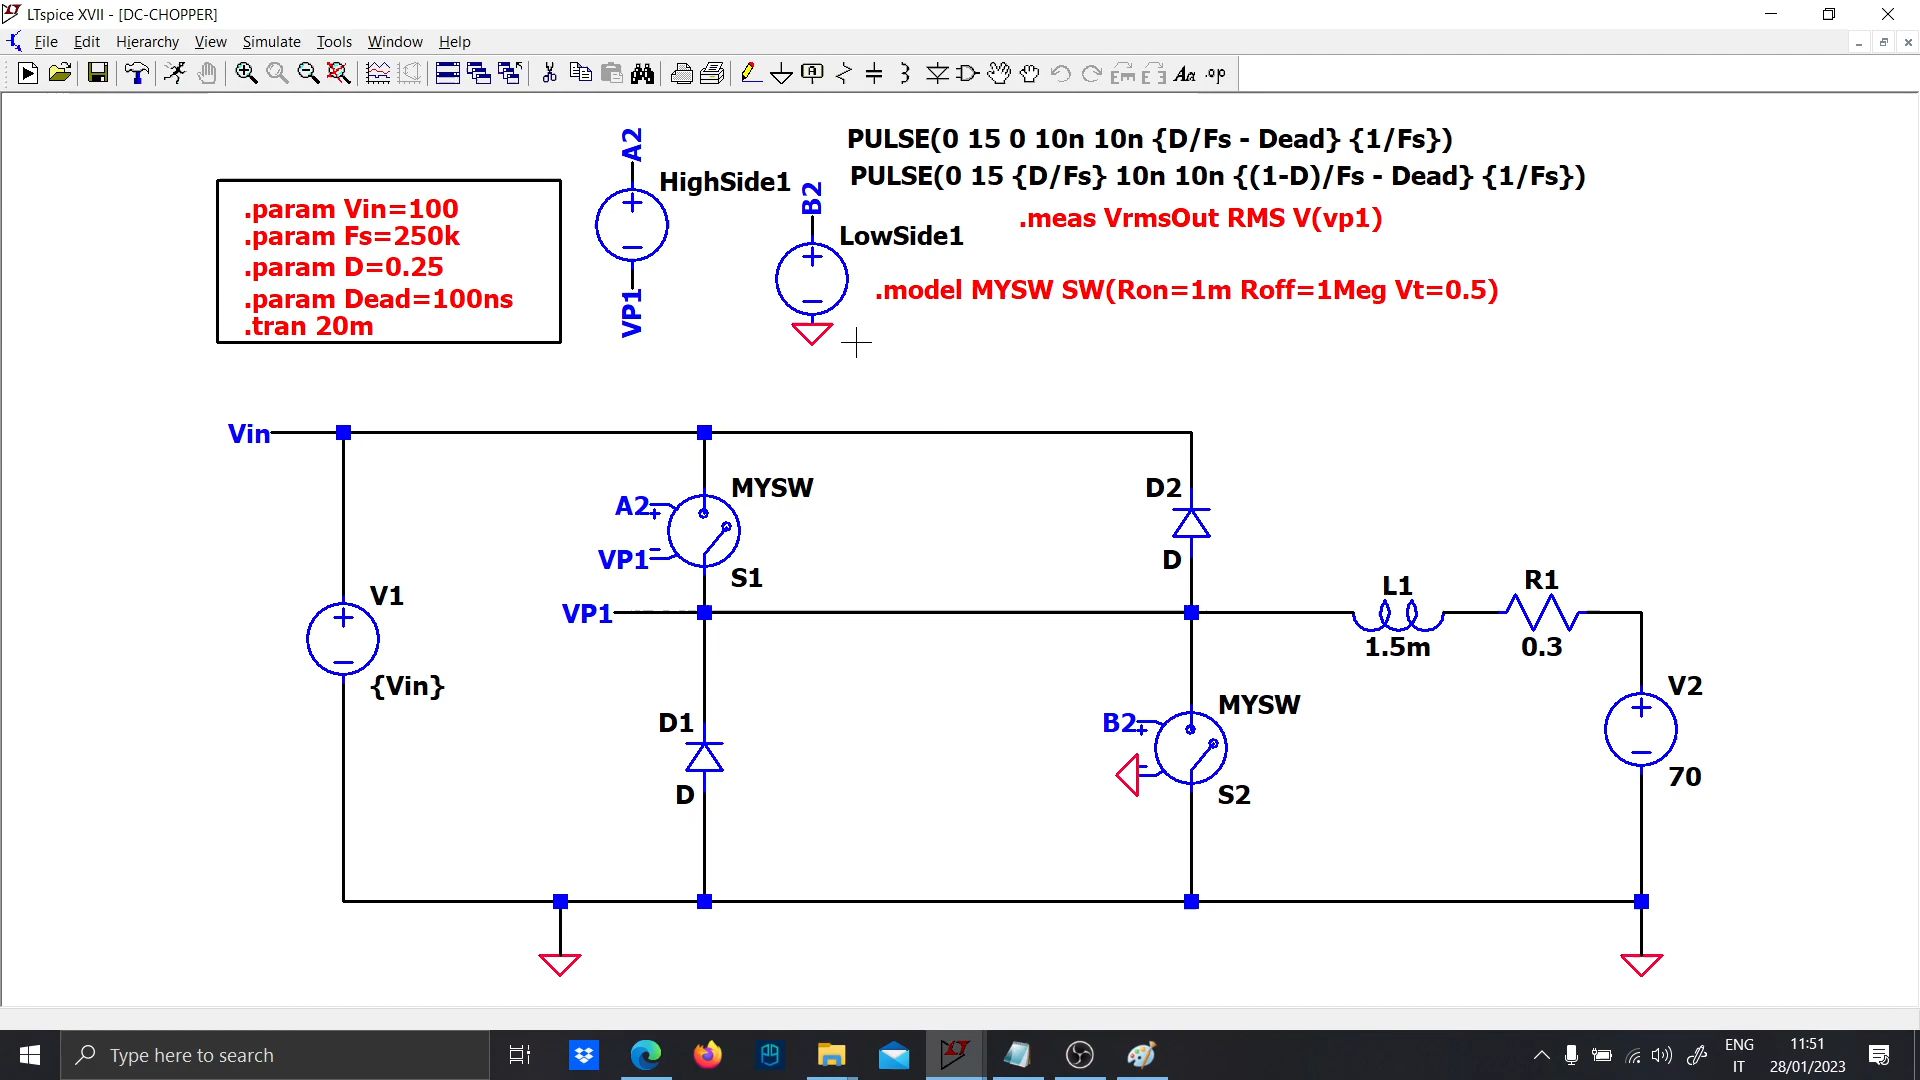 LTspice XVII - [DC-CHOPPER]
File Edit Hierarchy View Simulate Tools Window Help
Aa .op
PULSE(0 15 0 10n 10n {D/Fs - Dead} {1/Fs})
PULSE(0 15 {D/Fs} 10n 10n {(1-D)/Fs - Dead} {1/Fs})
.meas VrmsOut RMS V(vp1)
.model MYSW SW(Ron=1m Roff=1Meg Vt=0.5)
A2
HighSide1
VP1
B2
LowSide1
.param Vin=100
.param Fs=250k
.param D=0.25
.param Dead=100ns
.tran 20m
Vin
MYSW
A2
VP1
S1
D2
D
VP1
L1
1.5m
R1
0.3
V1
{Vin}
D1
D
MYSW
B2
S2
V2
70
Type here to search
ENG
IT
11:51
28/01/2023